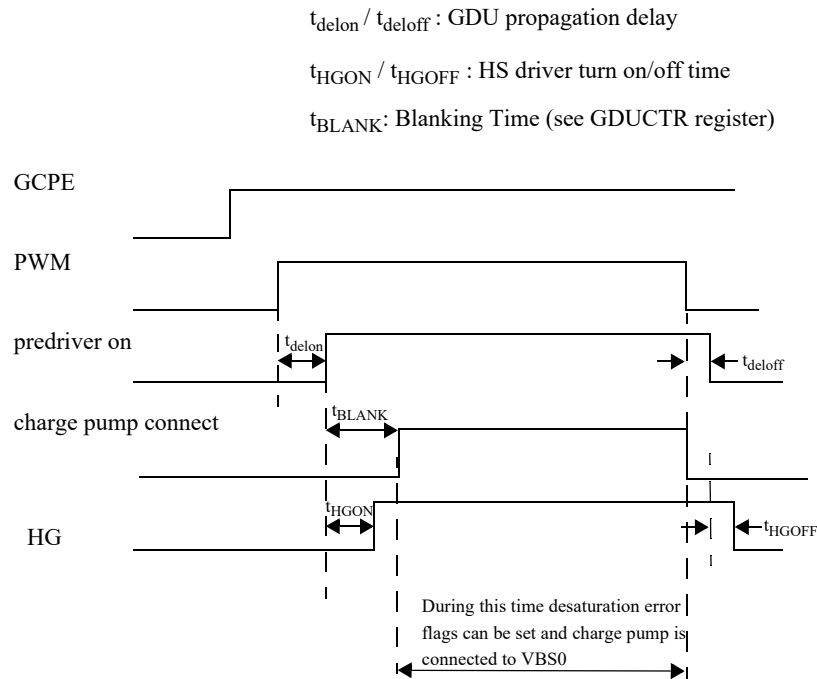 tdelon / tdeloff : GDU propagation delay
tHGON / tHGOFF : HS driver turn on/off time
tBLANK: Blanking Time (see GDUCTR register)
GCPE
PWM
predriver on
tdelon
tdeloff
charge pump connect
tBLANK
HG
tHGON
tHGOFF
During this time desaturation error
flags can be set and charge pump is
connected to VBS0